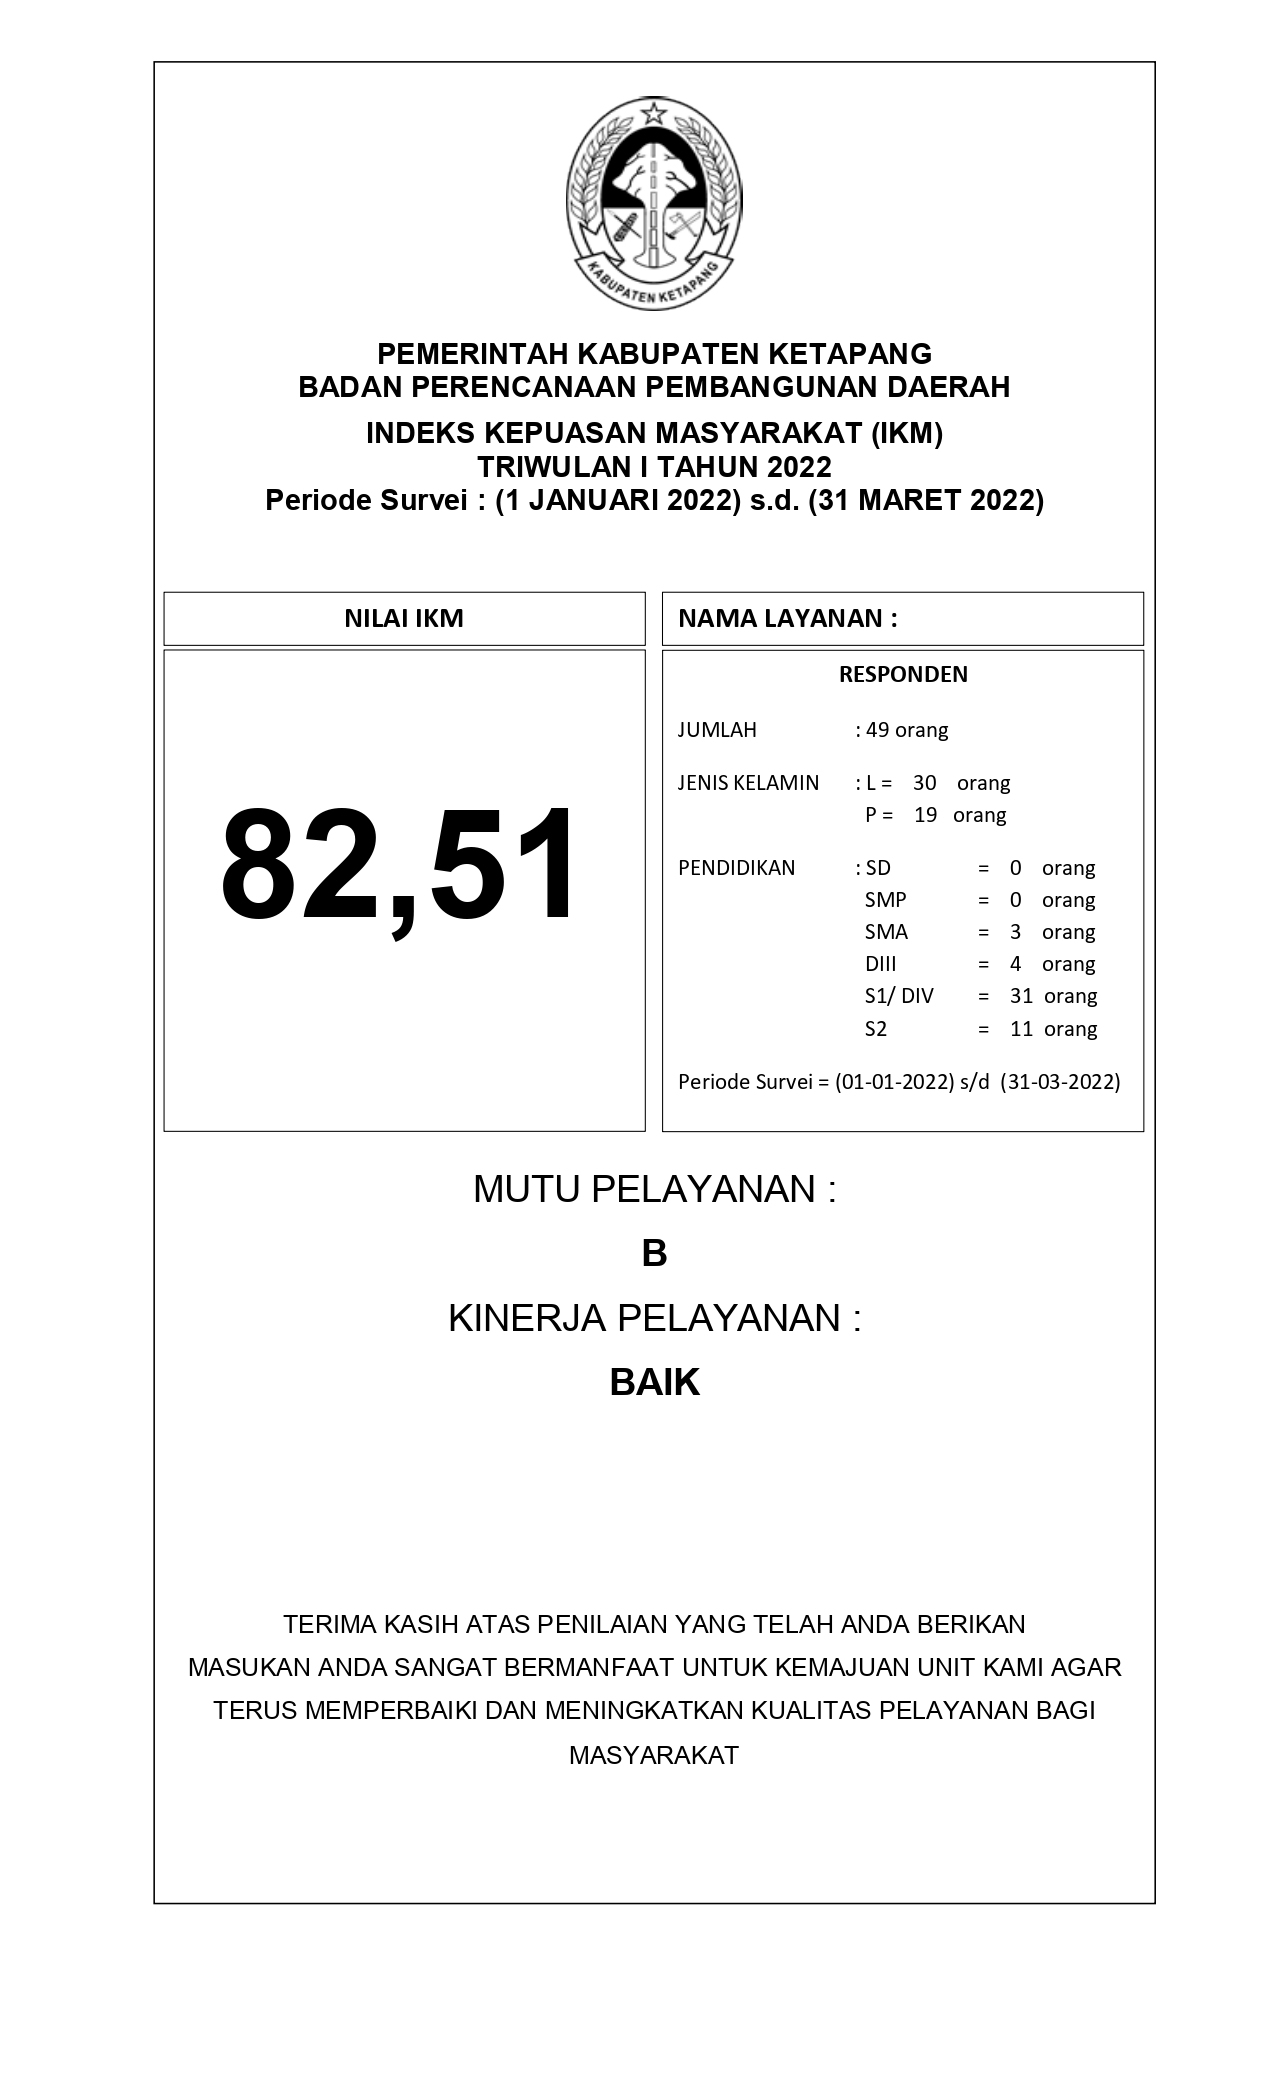 KABUPATEN KETAPANG
PEMERINTAH KABUPATEN KETAPANG
BADAN PERENCANAAN PEMBANGUNAN DAERAH
INDEKS KEPUASAN MASYARAKAT (IKM)
TRIWULAN I TAHUN 2022
Periode Survei : (1 JANUARI 2022) s.d. (31 MARET 2022)
NILAI IKM
82,51
NAMA LAYANAN :
RESPONDEN
JUMLAH : 49 orang
JENIS KELAMIN : L = 30 orang
P = 19 orang
PENDIDIKAN : SD = 0 orang
SMP = 0 orang
SMA = 3 orang
DIII = 4 orang
S1/ DIV = 31 orang
S2 = 11 orang
Periode Survei = (01-01-2022) s/d (31-03-2022)
MUTU PELAYANAN :
B
KINERJA PELAYANAN :
BAIK
TERIMA KASIH ATAS PENILAIAN YANG TELAH ANDA BERIKAN
MASUKAN ANDA SANGAT BERMANFAAT UNTUK KEMAJUAN UNIT KAMI AGAR
TERUS MEMPERBAIKI DAN MENINGKATKAN KUALITAS PELAYANAN BAGI
MASYARAKAT